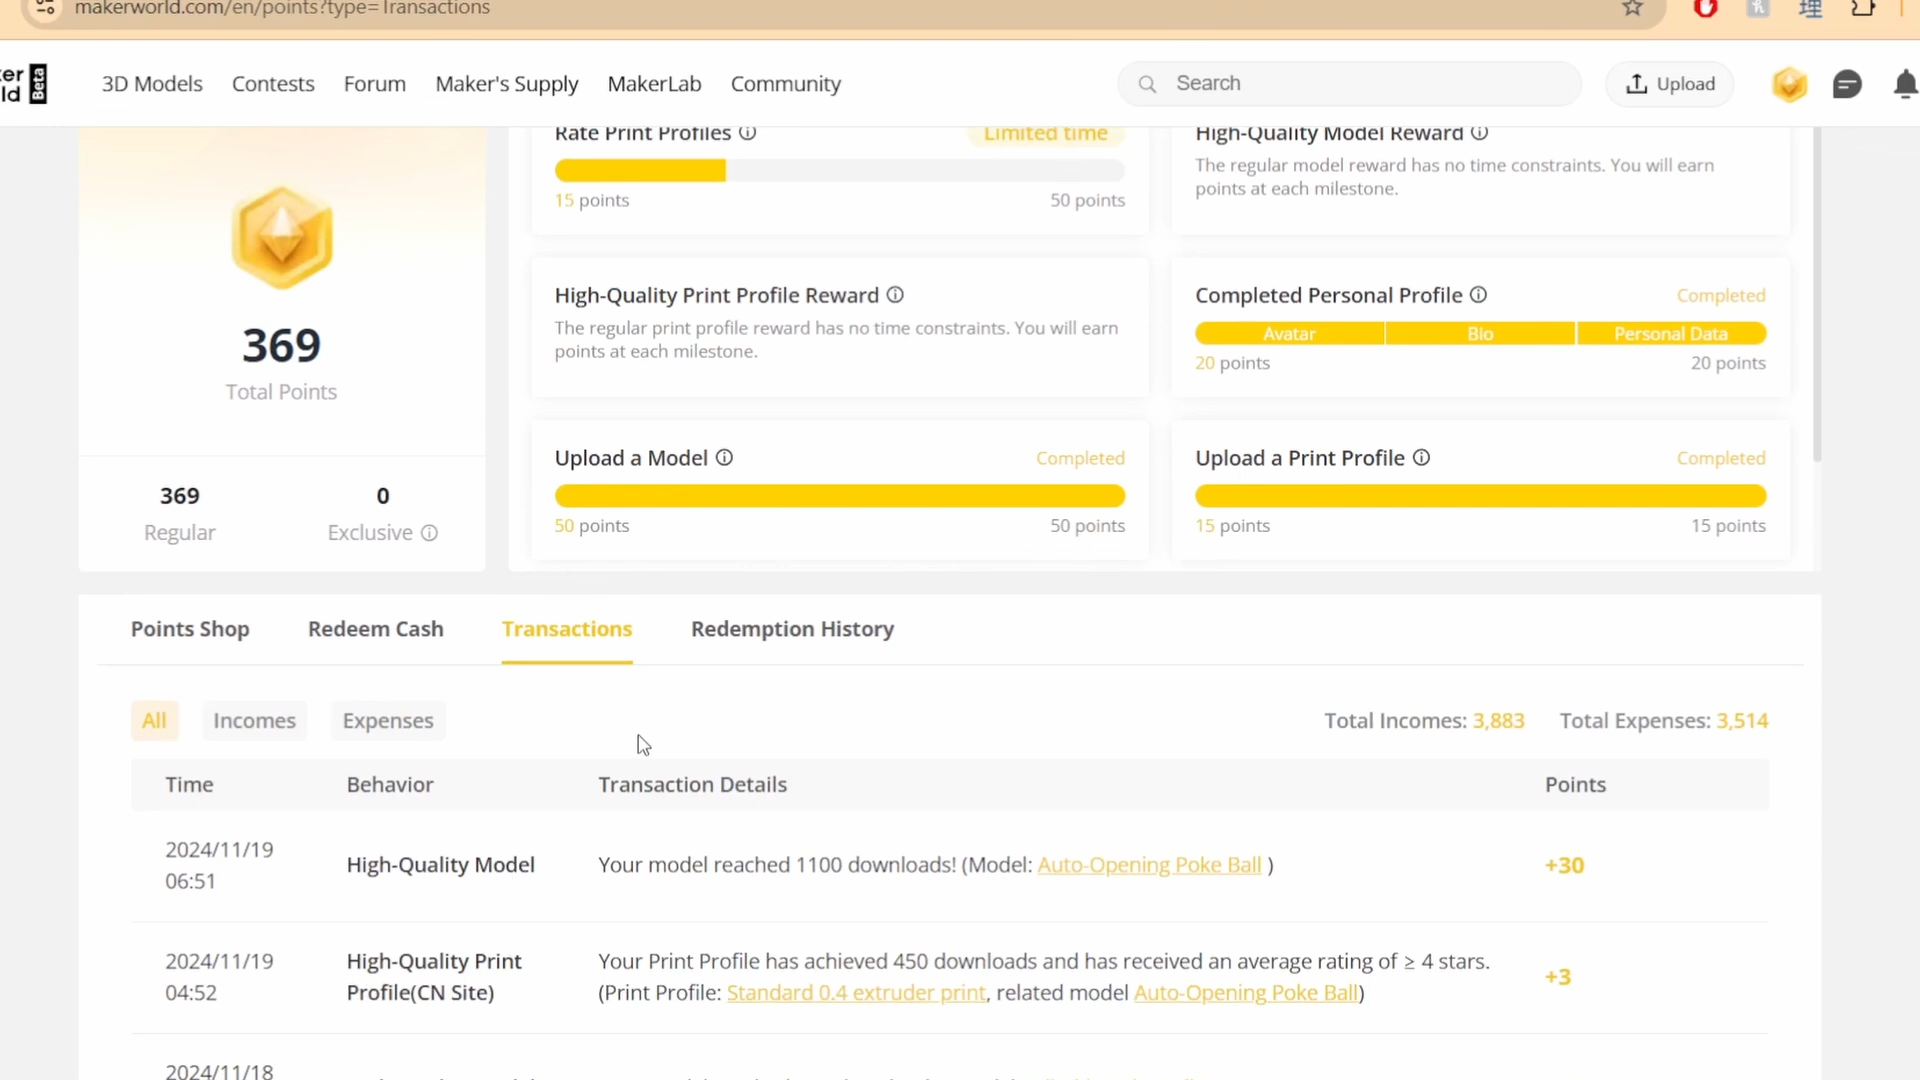 makerworld.com/en/points?type=Transactions
3D Models Contests Forum Maker's Supply MakerLab Community Search Upload
Beta
Rate Print Profiles Limited time
15 points 50 points
High-Quality Model Reward
The regular model reward has no time constraints. You will earn
points at each milestone.
369
Total Points
369 0
Regular Exclusive
High-Quality Print Profile Reward
The regular print profile reward has no time constraints. You will earn
points at each milestone.
Completed Personal Profile Completed
Avatar Bio Personal Data
20 points 20 points
Upload a Model Completed
50 points 50 points
Upload a Print Profile Completed
15 points 15 points
Points Shop Redeem Cash Transactions Redemption History
All Incomes Expenses Total Incomes: 3,883 Total Expenses: 3,514
Time Behavior Transaction Details Points
2024/11/19
06:51
High-Quality Model
Your model reached 1100 downloads! (Model: Auto-Opening Poke Ball )
+30
2024/11/19
04:52
High-Quality Print
Profile(CN Site)
Your Print Profile has achieved 450 downloads and has received an average rating of ≥ 4 stars.
(Print Profile: Standard 0.4 extruder print, related model Auto-Opening Poke Ball)
+3
2024/11/18